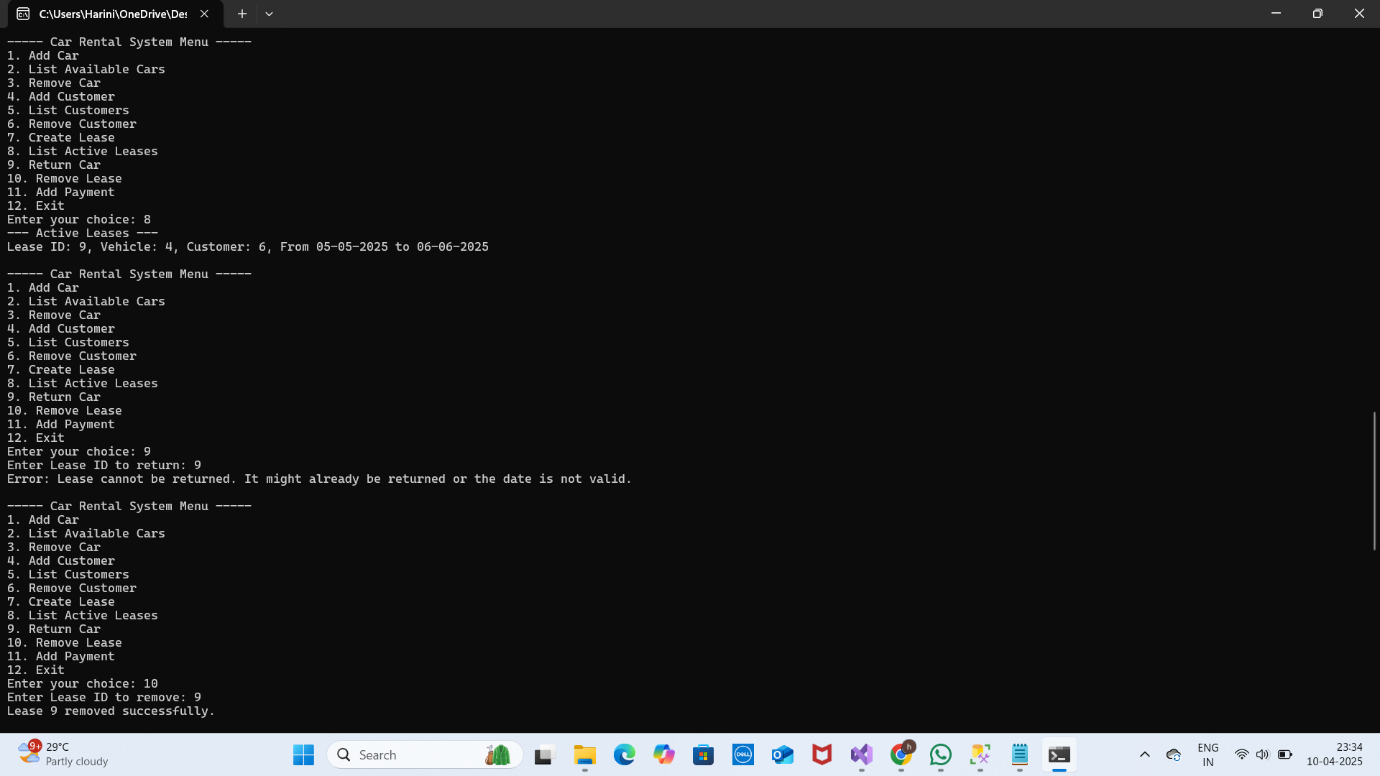 C:\Users\Harini\OneDrive\Des
----- Car Rental System Menu -----
1. Add Car
2. List Available Cars
3. Remove Car
4. Add Customer
5. List Customers
6. Remove Customer
7. Create Lease
8. List Active Leases
9. Return Car
10. Remove Lease
11. Add Payment
12. Exit
Enter your choice: 8
--- Active Leases ---
Lease ID: 9, Vehicle: 4, Customer: 6, From 05-05-2025 to 06-06-2025
----- Car Rental System Menu -----
1. Add Car
2. List Available Cars
3. Remove Car
4. Add Customer
5. List Customers
6. Remove Customer
7. Create Lease
8. List Active Leases
9. Return Car
10. Remove Lease
11. Add Payment
12. Exit
Enter your choice: 9
Enter Lease ID to return: 9
Error: Lease cannot be returned. It might already be returned or the date is not valid.
----- Car Rental System Menu -----
1. Add Car
2. List Available Cars
3. Remove Car
4. Add Customer
5. List Customers
6. Remove Customer
7. Create Lease
8. List Active Leases
9. Return Car
10. Remove Lease
11. Add Payment
12. Exit
Enter your choice: 10
Enter Lease ID to remove: 9
Lease 9 removed successfully.
9+
29°C
Partly cloudy
Search
DELL
h
ENG
IN
23:34
10-04-2025